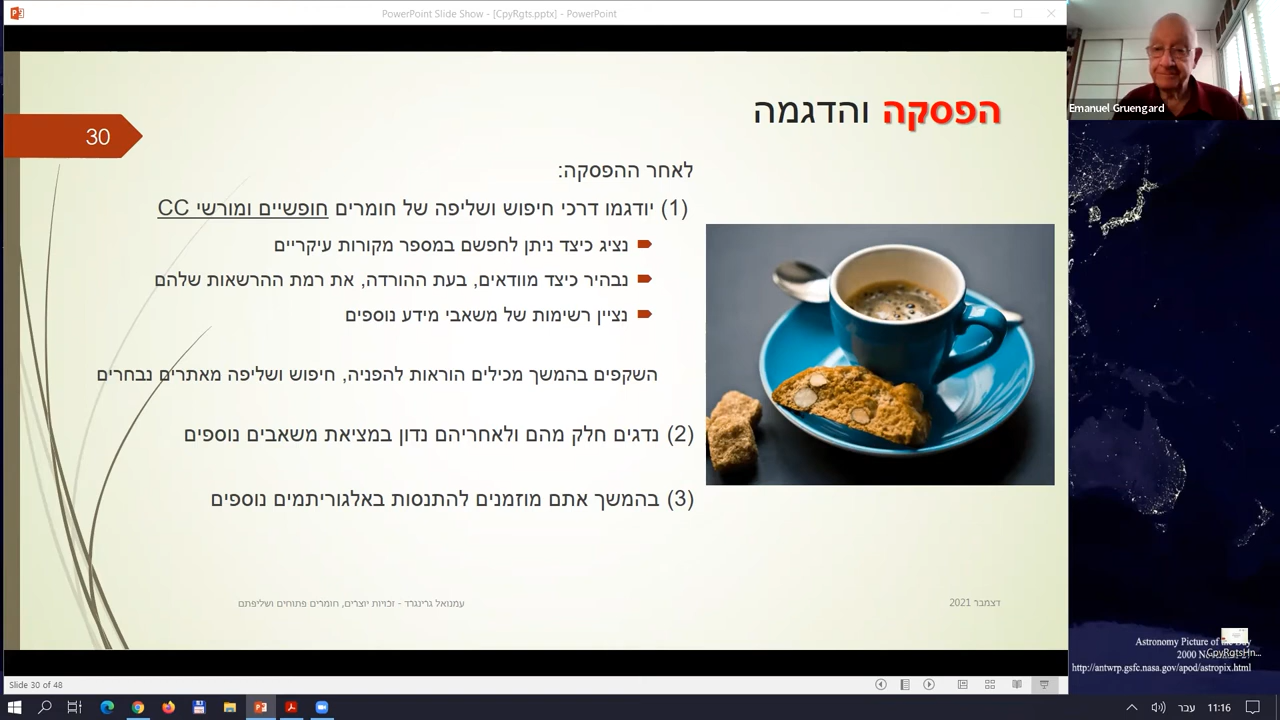 PowerPoint Slide Show - [CpyRgts.pptx] - PowerPoint
Emanuel Gruengard
הפסקה והדגמה
30
לאחר ההפסקה:
(1) יודגמו דרכי חיפוש ושליפה של חומרים חופשיים ומורשי CC
נציג כיצד ניתן לחפשם במספר מקורות עיקריים
נבהיר כיצד מוודאים, בעת ההורדה, את רמת ההרשאות שלהם
נציין רשימות של משאבי מידע נוספים
השקפים בהמשך מכילים הוראות להפניה, חיפוש ושליפה מאתרים נבחרים
(2) נדגים חלק מהם ולאחריהם נדון במציאת משאבים נוספים
(3) בהמשך אתם מוזמנים להתנסות באלגוריתמים נוספים
דצמבר 2021
עמנואל גרינגרד - זכויות יוצרים, חומרים פתוחים ושליפתם
Astronomy Picture of the Day
2000
CpyRgtsHn...
http://antwrp.gsfc.nasa.gov/apod/astropix.html
Slide 30 of 48
עבר
11:16